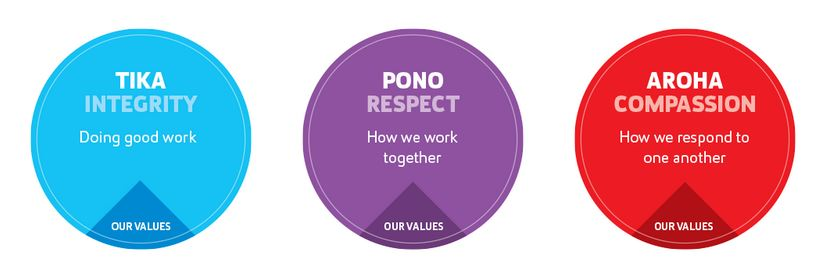 TIKA
INTEGRITY
Doing good work
OUR VALUES
PONO
RESPECT
How we work
together
OUR VALUES
AROHA
COMPASSION
How we respond to
one another
OUR VALUES